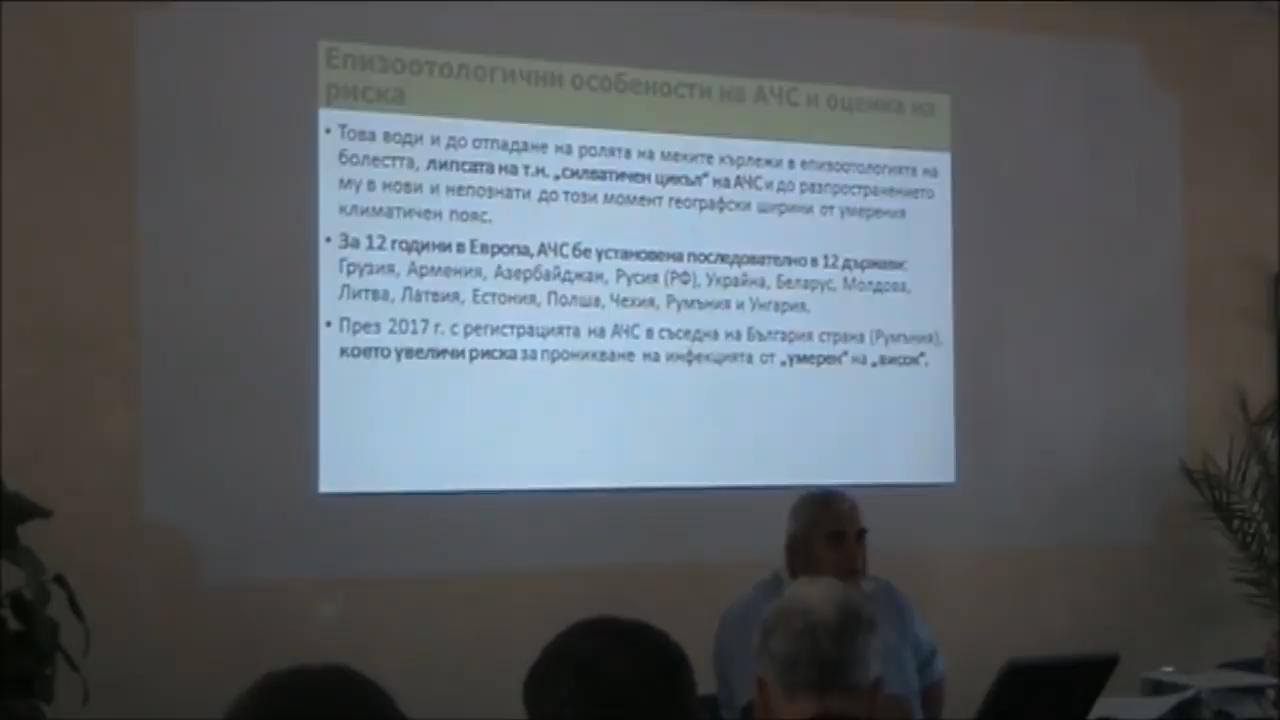 Епизоотологични особености на АЧС и оценка на
риска
• Това води и до отпадане на ролята на меките кърлежи в епизоотологията на
болестта, липсата на т.н. „силватичен цикъл“ на АЧС и до разпространението
му в нови и непознати до този момент географски ширини от умерения
климатичен пояс.
• За 12 години в Европа, АЧС бе установена последователно в 12 държави:
Грузия, Армения, Азербайджан, Русия (РФ), Украйна, Беларус, Молдова,
Литва, Латвия, Естония, Полша, Чехия, Румъния и Унгария.
• През 2017 г. с регистрацията на АЧС в съседна на България страна (Румъния),
което увеличи риска за проникване на инфекцията от „умерен“ на „висок“.